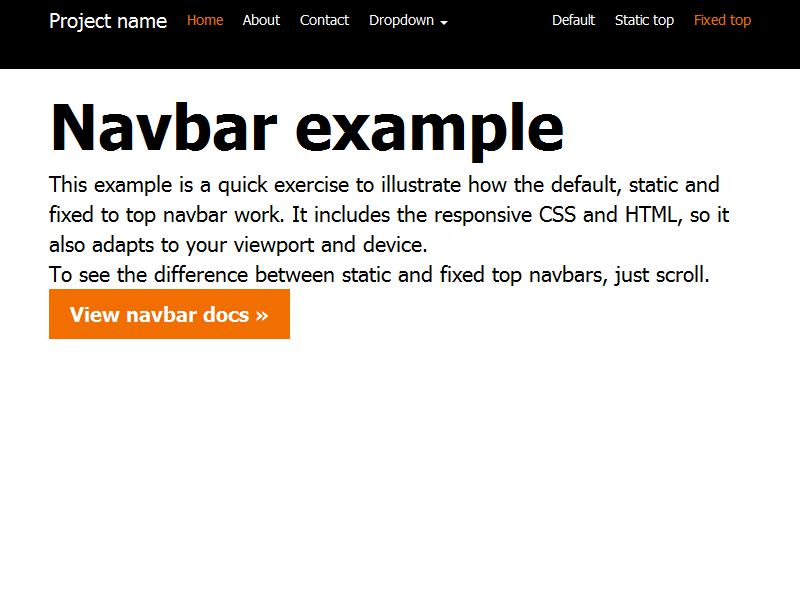 Project name Home About Contact Dropdown Default Static top Fixed top
Navbar example
This example is a quick exercise to illustrate how the default, static and
fixed to top navbar work. It includes the responsive CSS and HTML, so it
also adapts to your viewport and device.
To see the difference between static and fixed top navbars, just scroll.
View navbar docs »